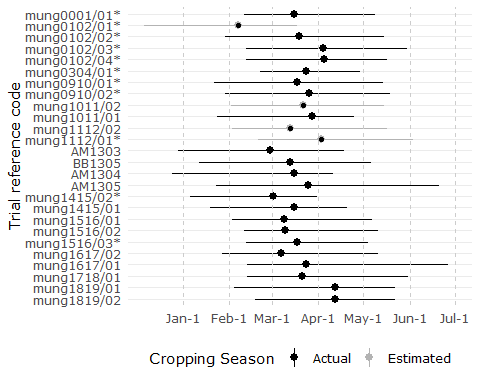 mung0001/01*
mung0102/01*
mung0102/02*
mung0102/03*
mung0102/04*
mung0304/01*
mung0910/01*
mung0910/02*
mung1011/02
mung1011/01
mung1112/02
mung1112/01*
AM1303
BB1305
AM1304
AM1305
mung1415/02*
mung1415/01
mung1516/01
mung1516/02
mung1516/03*
mung1617/02
mung1617/01
mung1718/01
mung1819/01
mung1819/02
Trial reference code
Jan-1 Feb-1 Mar-1 Apr-1 May-1 Jun-1 Jul-1
Cropping Season Actual Estimated